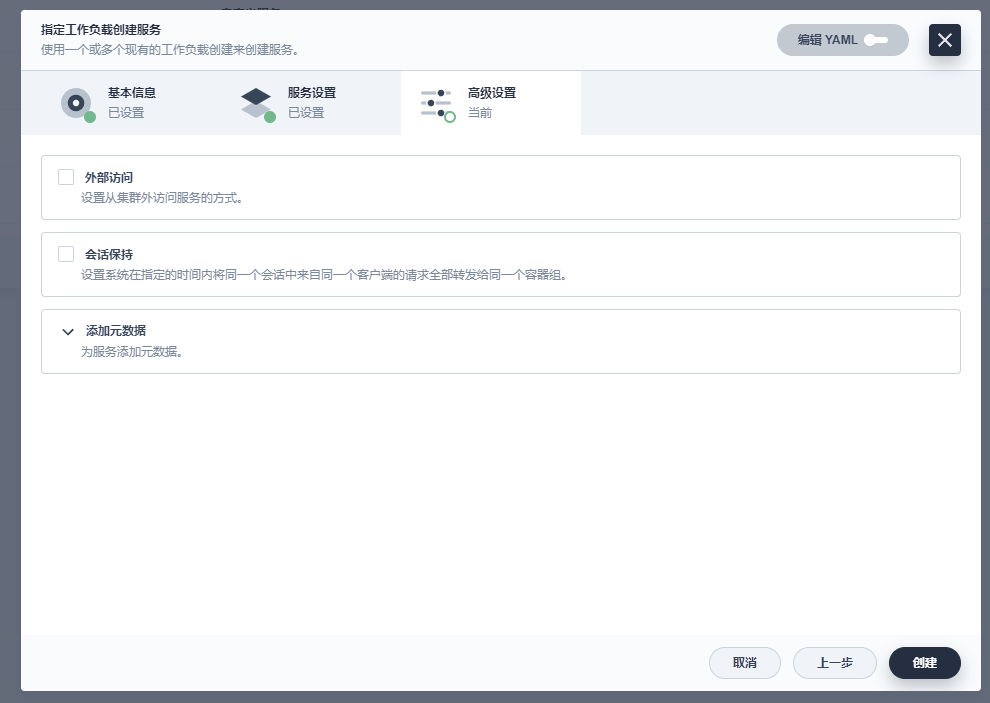 指定工作负载创建服务
使用一个或多个现有的工作负载创建来创建服务。
编辑 YAML
基本信息
已设置
服务设置
已设置
高级设置
当前
外部访问
设置从集群外访问服务的方式。
会话保持
设置系统在指定的时间内将同一个会话中来自同一个客户端的请求全部转发给同一个容器组。
添加元数据
为服务添加元数据。
取消
上一步
创建